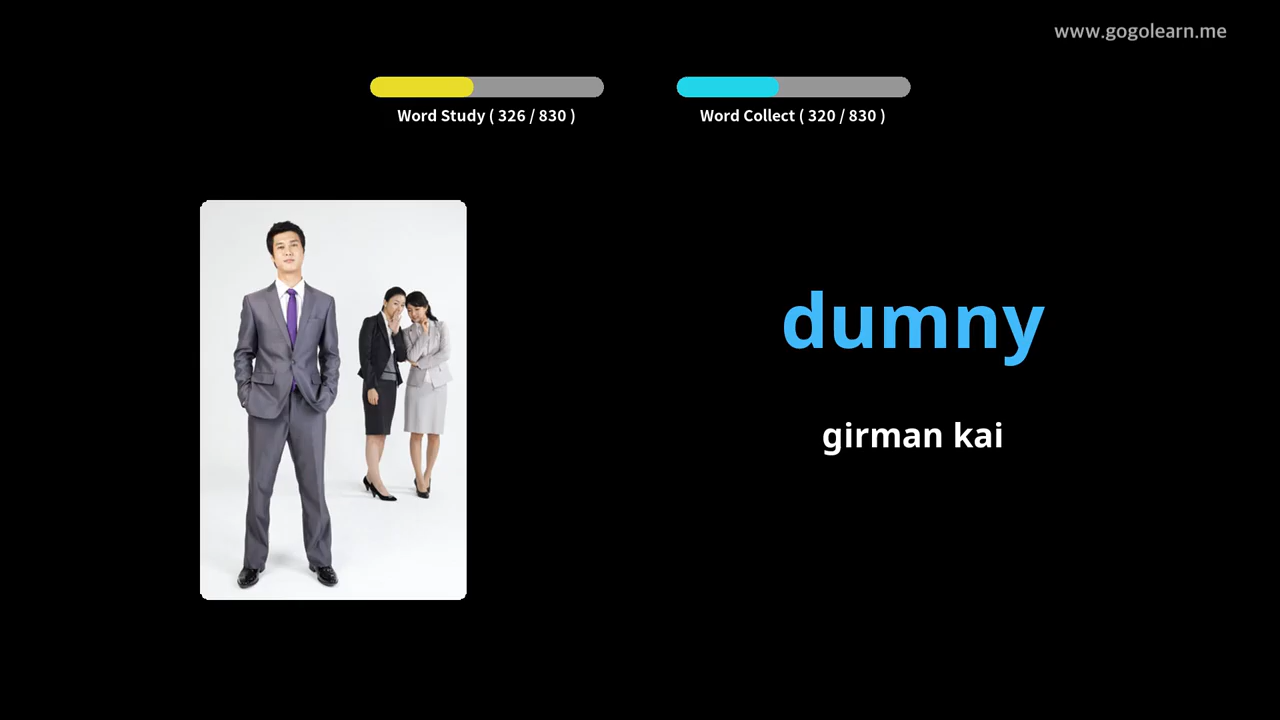 www.gogolearn.me
Word Study ( 326 / 830 )
Word Collect ( 320 / 830 )
dumny
girman kai